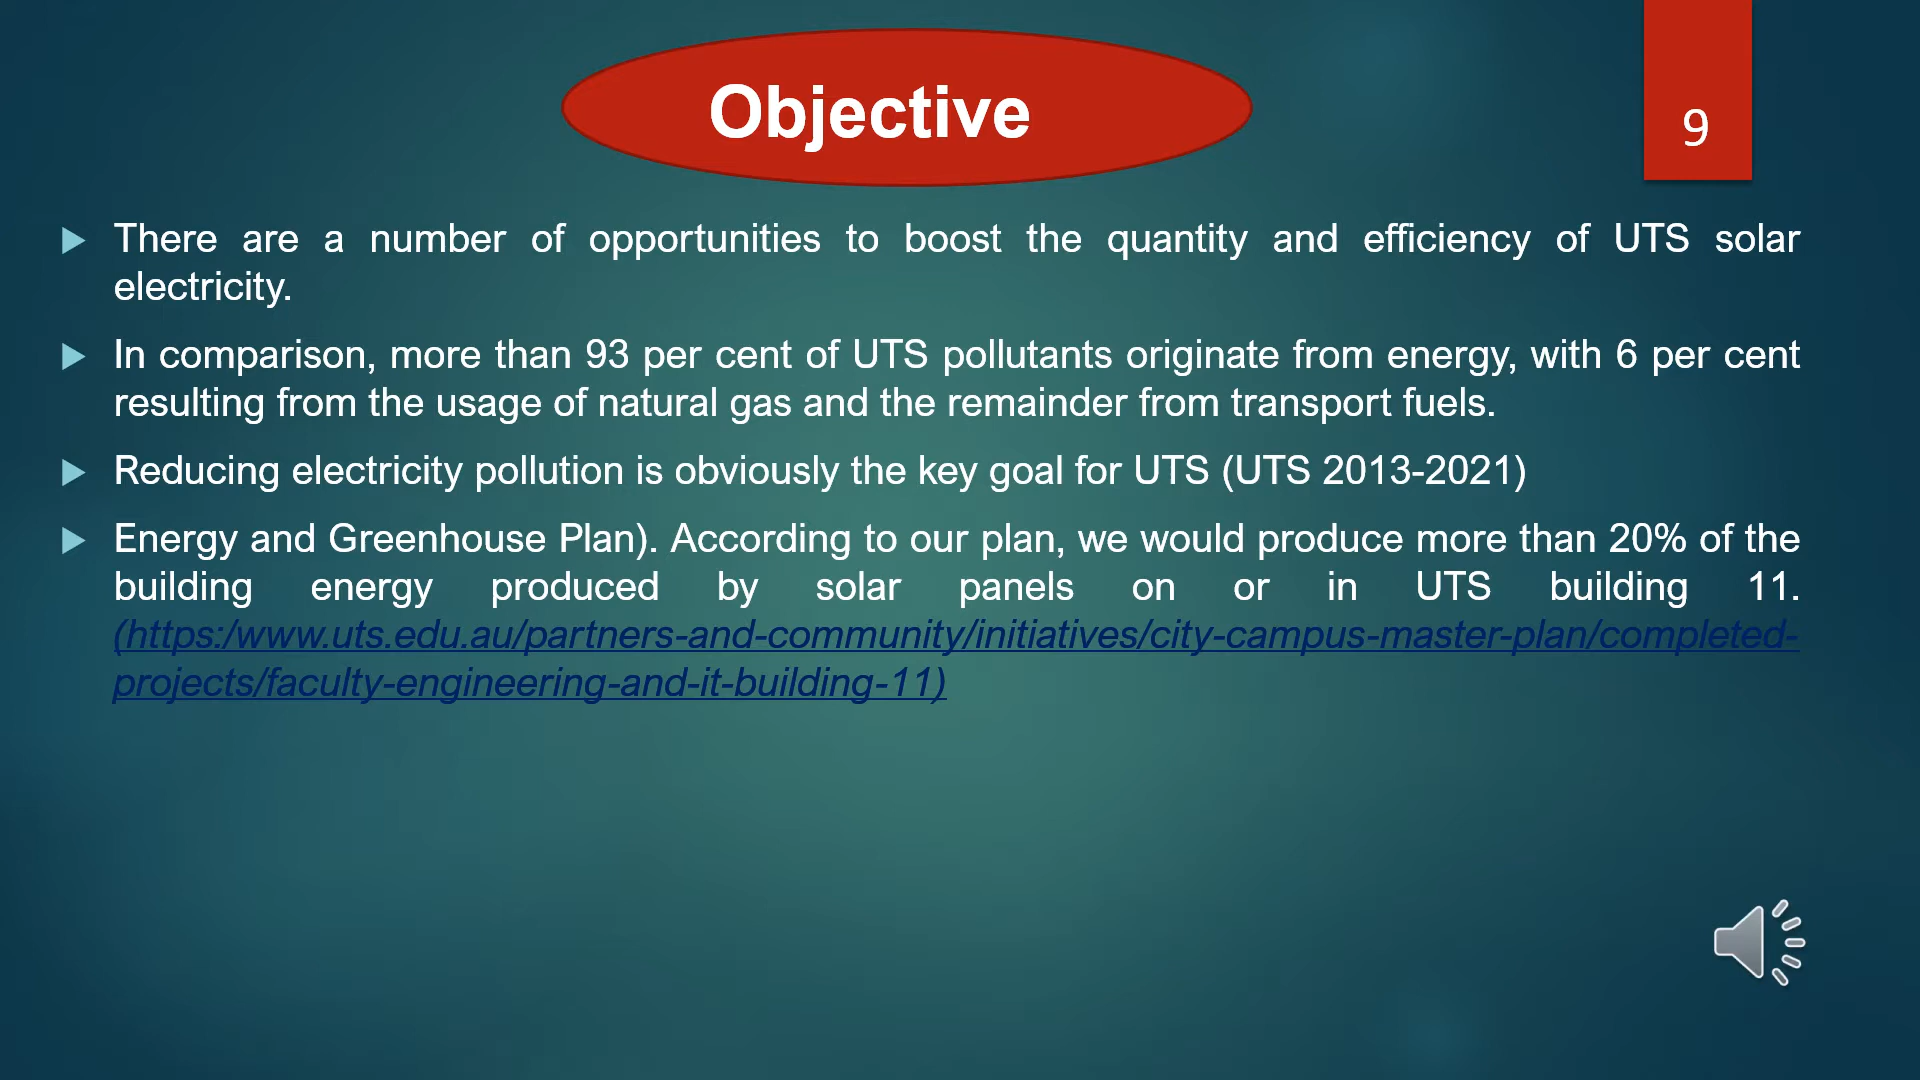 Objective
9
There are a number of opportunities to boost the quantity and efficiency of UTS solar
electricity.
In comparison, more than 93 per cent of UTS pollutants originate from energy, with 6 per cent
resulting from the usage of natural gas and the remainder from transport fuels.
Reducing electricity pollution is obviously the key goal for UTS (UTS 2013-2021)
Energy and Greenhouse Plan). According to our plan, we would produce more than 20% of the
building energy produced by solar panels on or in UTS building 11.
(https:/www.uts.edu.au/partners-and-community/initiatives/city-campus-master-plan/completed-
projects/faculty-engineering-and-it-building-11)